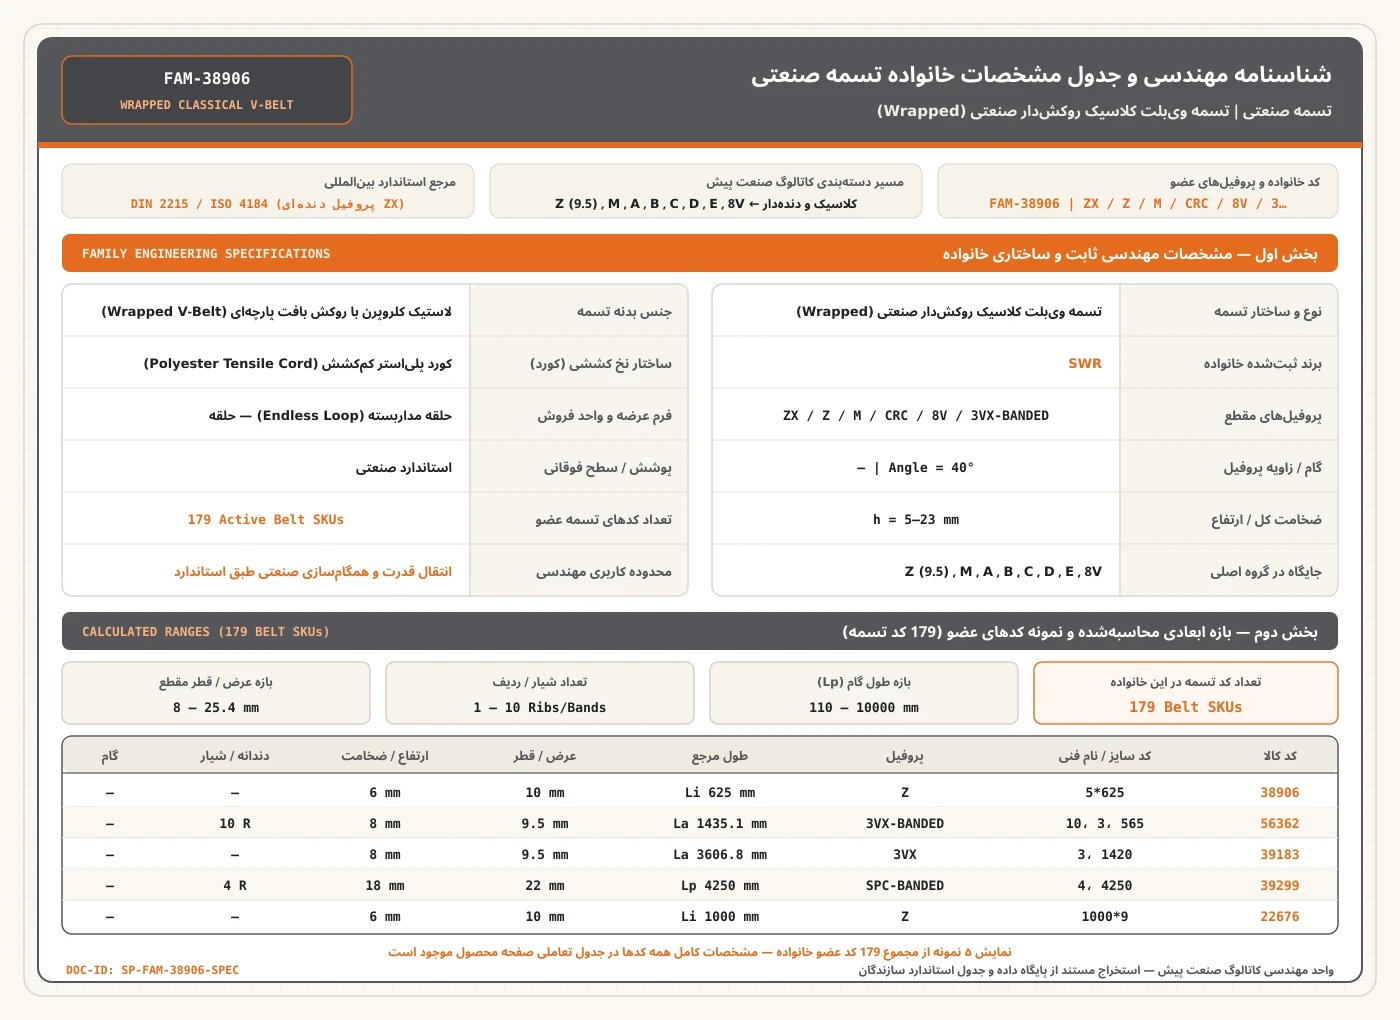 شناسنامه مهندسی و جدول مشخصات خانواده تسمه صنعتی
تسمه صنعتی | تسمه وی‌بلت کلاسیک روکش‌دار صنعتی (Wrapped)
FAM-38906
WRAPPED CLASSICAL V-BELT
کد خانواده و پروفیل‌های عضو
FAM-38906 | ZX / Z / M / CRC / 8V / 3…
مسیر دسته‌بندی کاتالوگ صنعت پیش
کلاسیک و دنده‌دار ← Z (9.5) , M , A , B , C , D , E , 8V
مرجع استاندارد بین‌المللی
DIN 2215 / ISO 4184 (پروفیل دنده‌ای ZX)
بخش اول — مشخصات مهندسی ثابت و ساختاری خانواده
FAMILY ENGINEERING SPECIFICATIONS
نوع و ساختار تسمه	تسمه وی‌بلت کلاسیک روکش‌دار صنعتی (Wrapped)
برند ثبت‌شده خانواده	SWR
پروفیل‌های مقطع	ZX / Z / M / CRC / 8V / 3VX-BANDED
گام / زاویه پروفیل	— | Angle = 40°
ضخامت کل / ارتفاع	h = 5–23 mm
جایگاه در گروه اصلی	Z (9.5) , M , A , B , C , D , E , 8V
جنس بدنه تسمه	لاستیک کلروپرن با روکش بافت پارچه‌ای (Wrapped V-Belt)
ساختار نخ کششی (کورد)	کورد پلی‌استر کم‌کشش (Polyester Tensile Cord)
فرم عرضه و واحد فروش	حلقه مداربسته (Endless Loop) — حلقه
پوشش / سطح فوقانی	استاندارد صنعتی
تعداد کدهای تسمه عضو	179 Active Belt SKUs
محدوده کاربری مهندسی	انتقال قدرت و همگام‌سازی صنعتی طبق استاندارد
بخش دوم — بازه ابعادی محاسبه‌شده و نمونه کدهای عضو (179 کد تسمه)
CALCULATED RANGES (179 BELT SKUs)
تعداد کد تسمه در این خانواده
179 Belt SKUs
بازه طول گام (Lp)
110 – 10000 mm
تعداد شیار / ردیف
1 – 10 Ribs/Bands
بازه عرض / قطر مقطع
8 – 25.4 mm
کد کالا	کد سایز / نام فنی	پروفیل	طول مرجع	عرض / قطر	ارتفاع / ضخامت	دندانه / شیار	گام
38906	5*625	Z	Li 625 mm	10 mm	6 mm	—	—
56362	10، 3، 565	3VX-BANDED	La 1435.1 mm	9.5 mm	8 mm	10 R	—
39183	3، 1420	3VX	La 3606.8 mm	9.5 mm	8 mm	—	—
39299	4، 4250	SPC-BANDED	Lp 4250 mm	22 mm	18 mm	4 R	—
22676	1000*9	Z	Li 1000 mm	10 mm	6 mm	—	—
نمایش ۵ نمونه از مجموع 179 کد عضو خانواده — مشخصات کامل همه کدها در جدول تعاملی صفحه محصول موجود است
واحد مهندسی کاتالوگ صنعت پیش — استخراج مستند از پایگاه داده و جدول استاندارد سازندگان
DOC-ID: SP-FAM-38906-SPEC